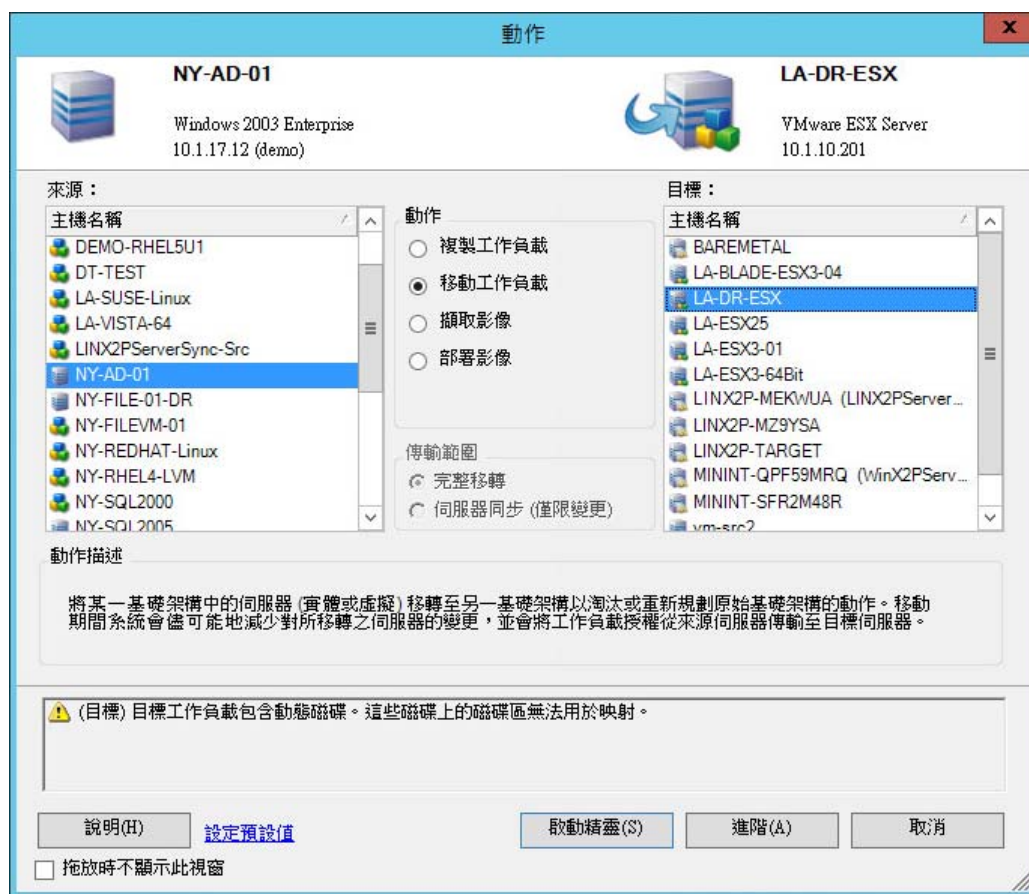 動作
x
NY-AD-01
Windows 2003 Enterprise
10.1.17.12 (demo)
LA-DR-ESX
VMware ESX Server
10.1.10.201
來源：
主機名稱
DEMO-RHEL5U1
DT-TEST
LA-SUSE-Linux
LA-VISTA-64
LINX2PServerSync-Src
NY-AD-01
NY-FILE-01-DR
NY-FILEVM-01
NY-REDHAT-Linux
NY-RHEL4-LVM
NY-SQL2000
NY-SQL2005
動作
複製工作負載
移動工作負載
擷取影像
部署影像
傳輸範圍
完整移轉
伺服器同步 (僅限變更)
目標：
主機名稱
BAREMETAL
LA-BLADE-ESX3-04
LA-DR-ESX
LA-ESX25
LA-ESX3-01
LA-ESX3-64Bit
LINX2P-MEKWUA (LINX2PServer...
LINX2P-MZ9YSA
LINX2P-TARGET
MININT-QPF59MRQ (WinX2PServ...
MININT-SFR2M48R
vm-src2
動作描述
將某一基礎架構中的伺服器 (實體或虛擬) 移轉至另一基礎架構以淘汰或重新規劃原始基礎架構的動作。移動
期間系統會儘可能地減少對所移轉之伺服器的變更，並會將工作負載授權從來源伺服器傳輸至目標伺服器。
(目標) 目標工作負載包含動態磁碟。這些磁碟上的磁碟區無法用於映射。
說明(H)
設定預設值
啟動精靈(S)
進階(A)
取消
拖放時不顯示此視窗